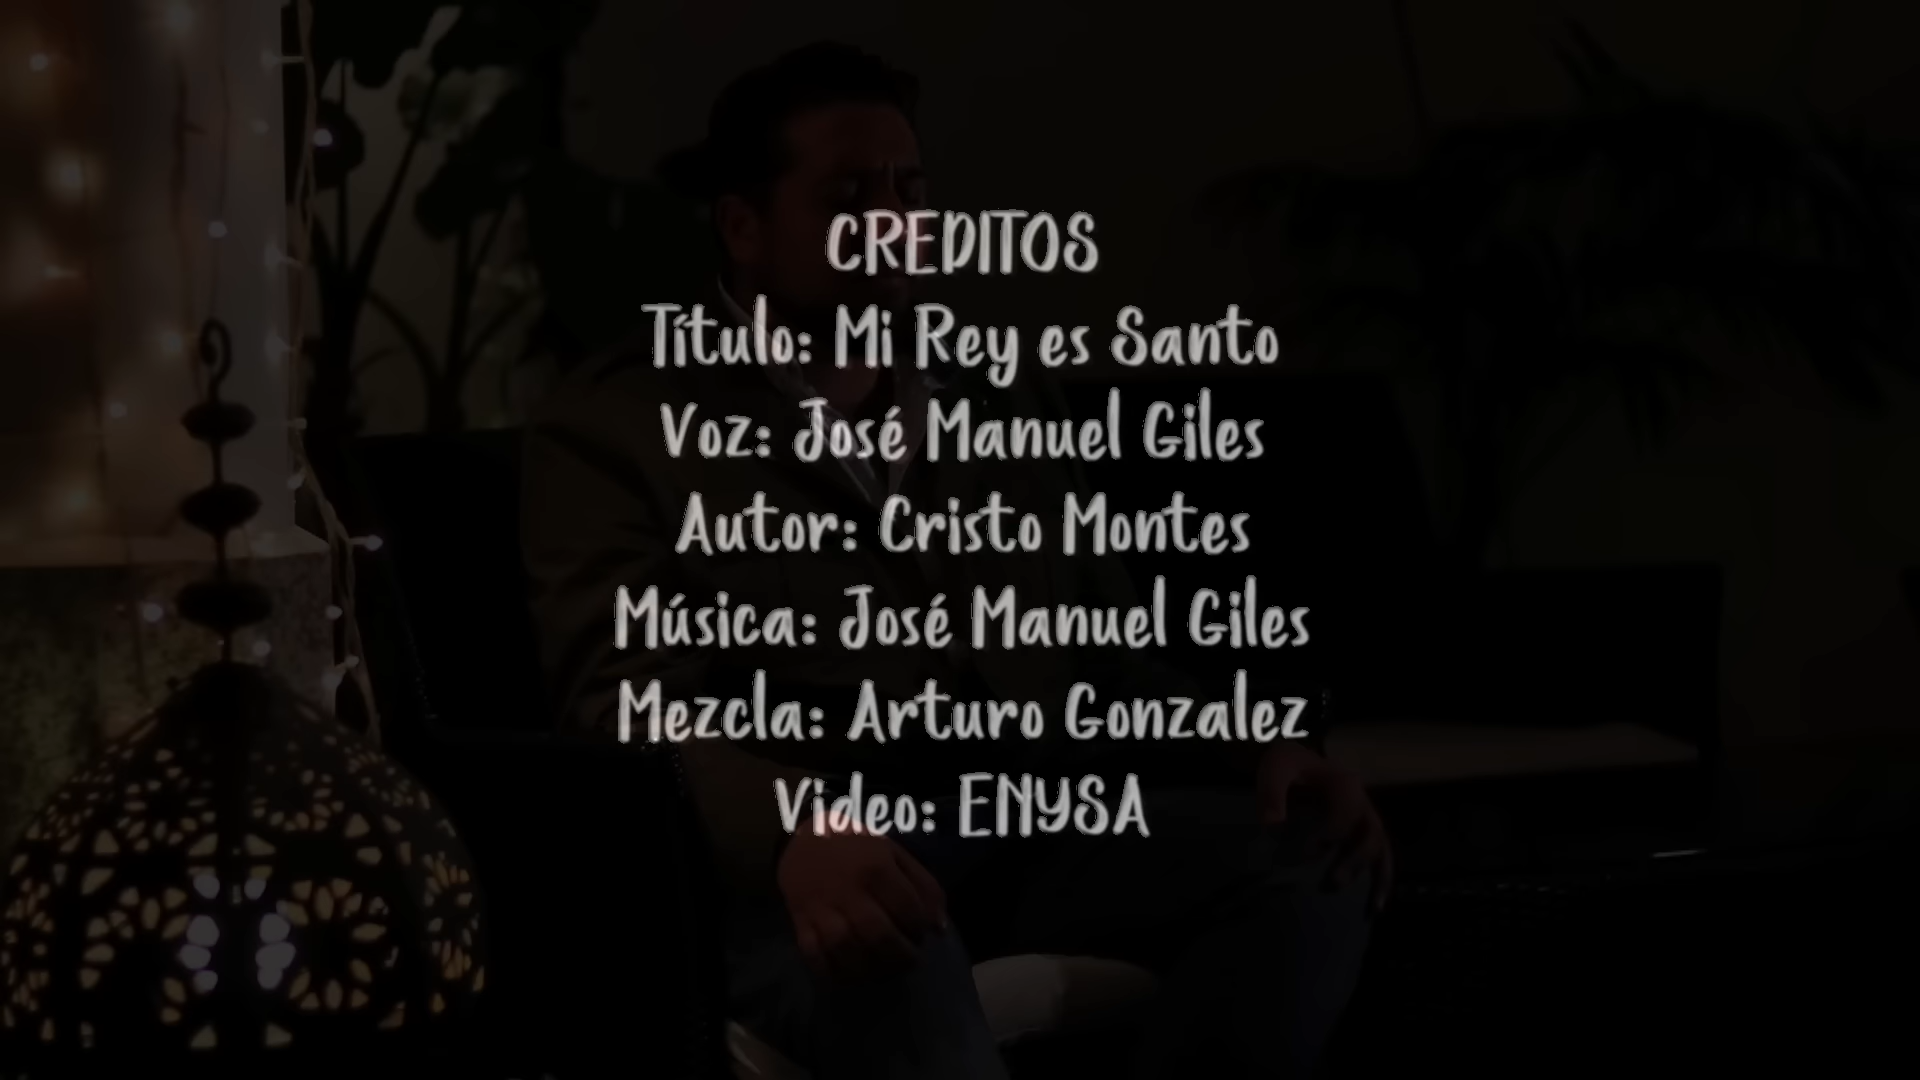 CREDITOS
Título: Mi Rey es Santo
Voz: José Manuel Giles
Autor: Cristo Montes
Música: José Manuel Giles
Mezcla: Arturo Gonzalez
Video: ENYSA